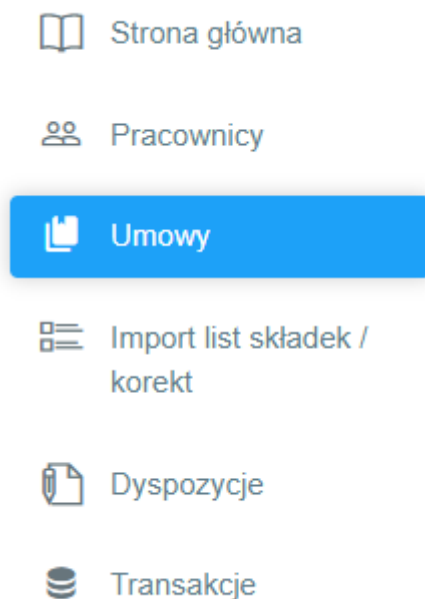 Strona główna
Pracownicy
Umowy
Import list składek /
korekt
Dyspozycje
Transakcje